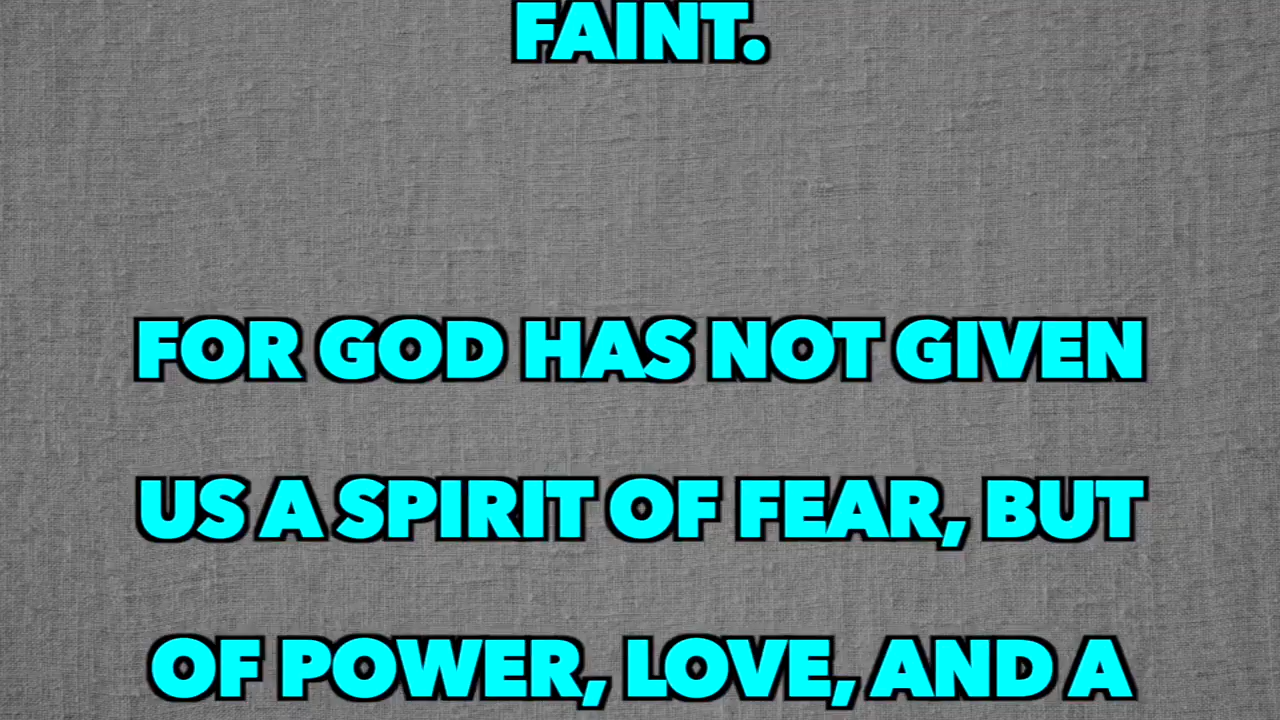 FAINT.
FOR GOD HAS NOT GIVEN
US A SPIRIT OF FEAR, BUT
OF POWER, LOVE, AND A